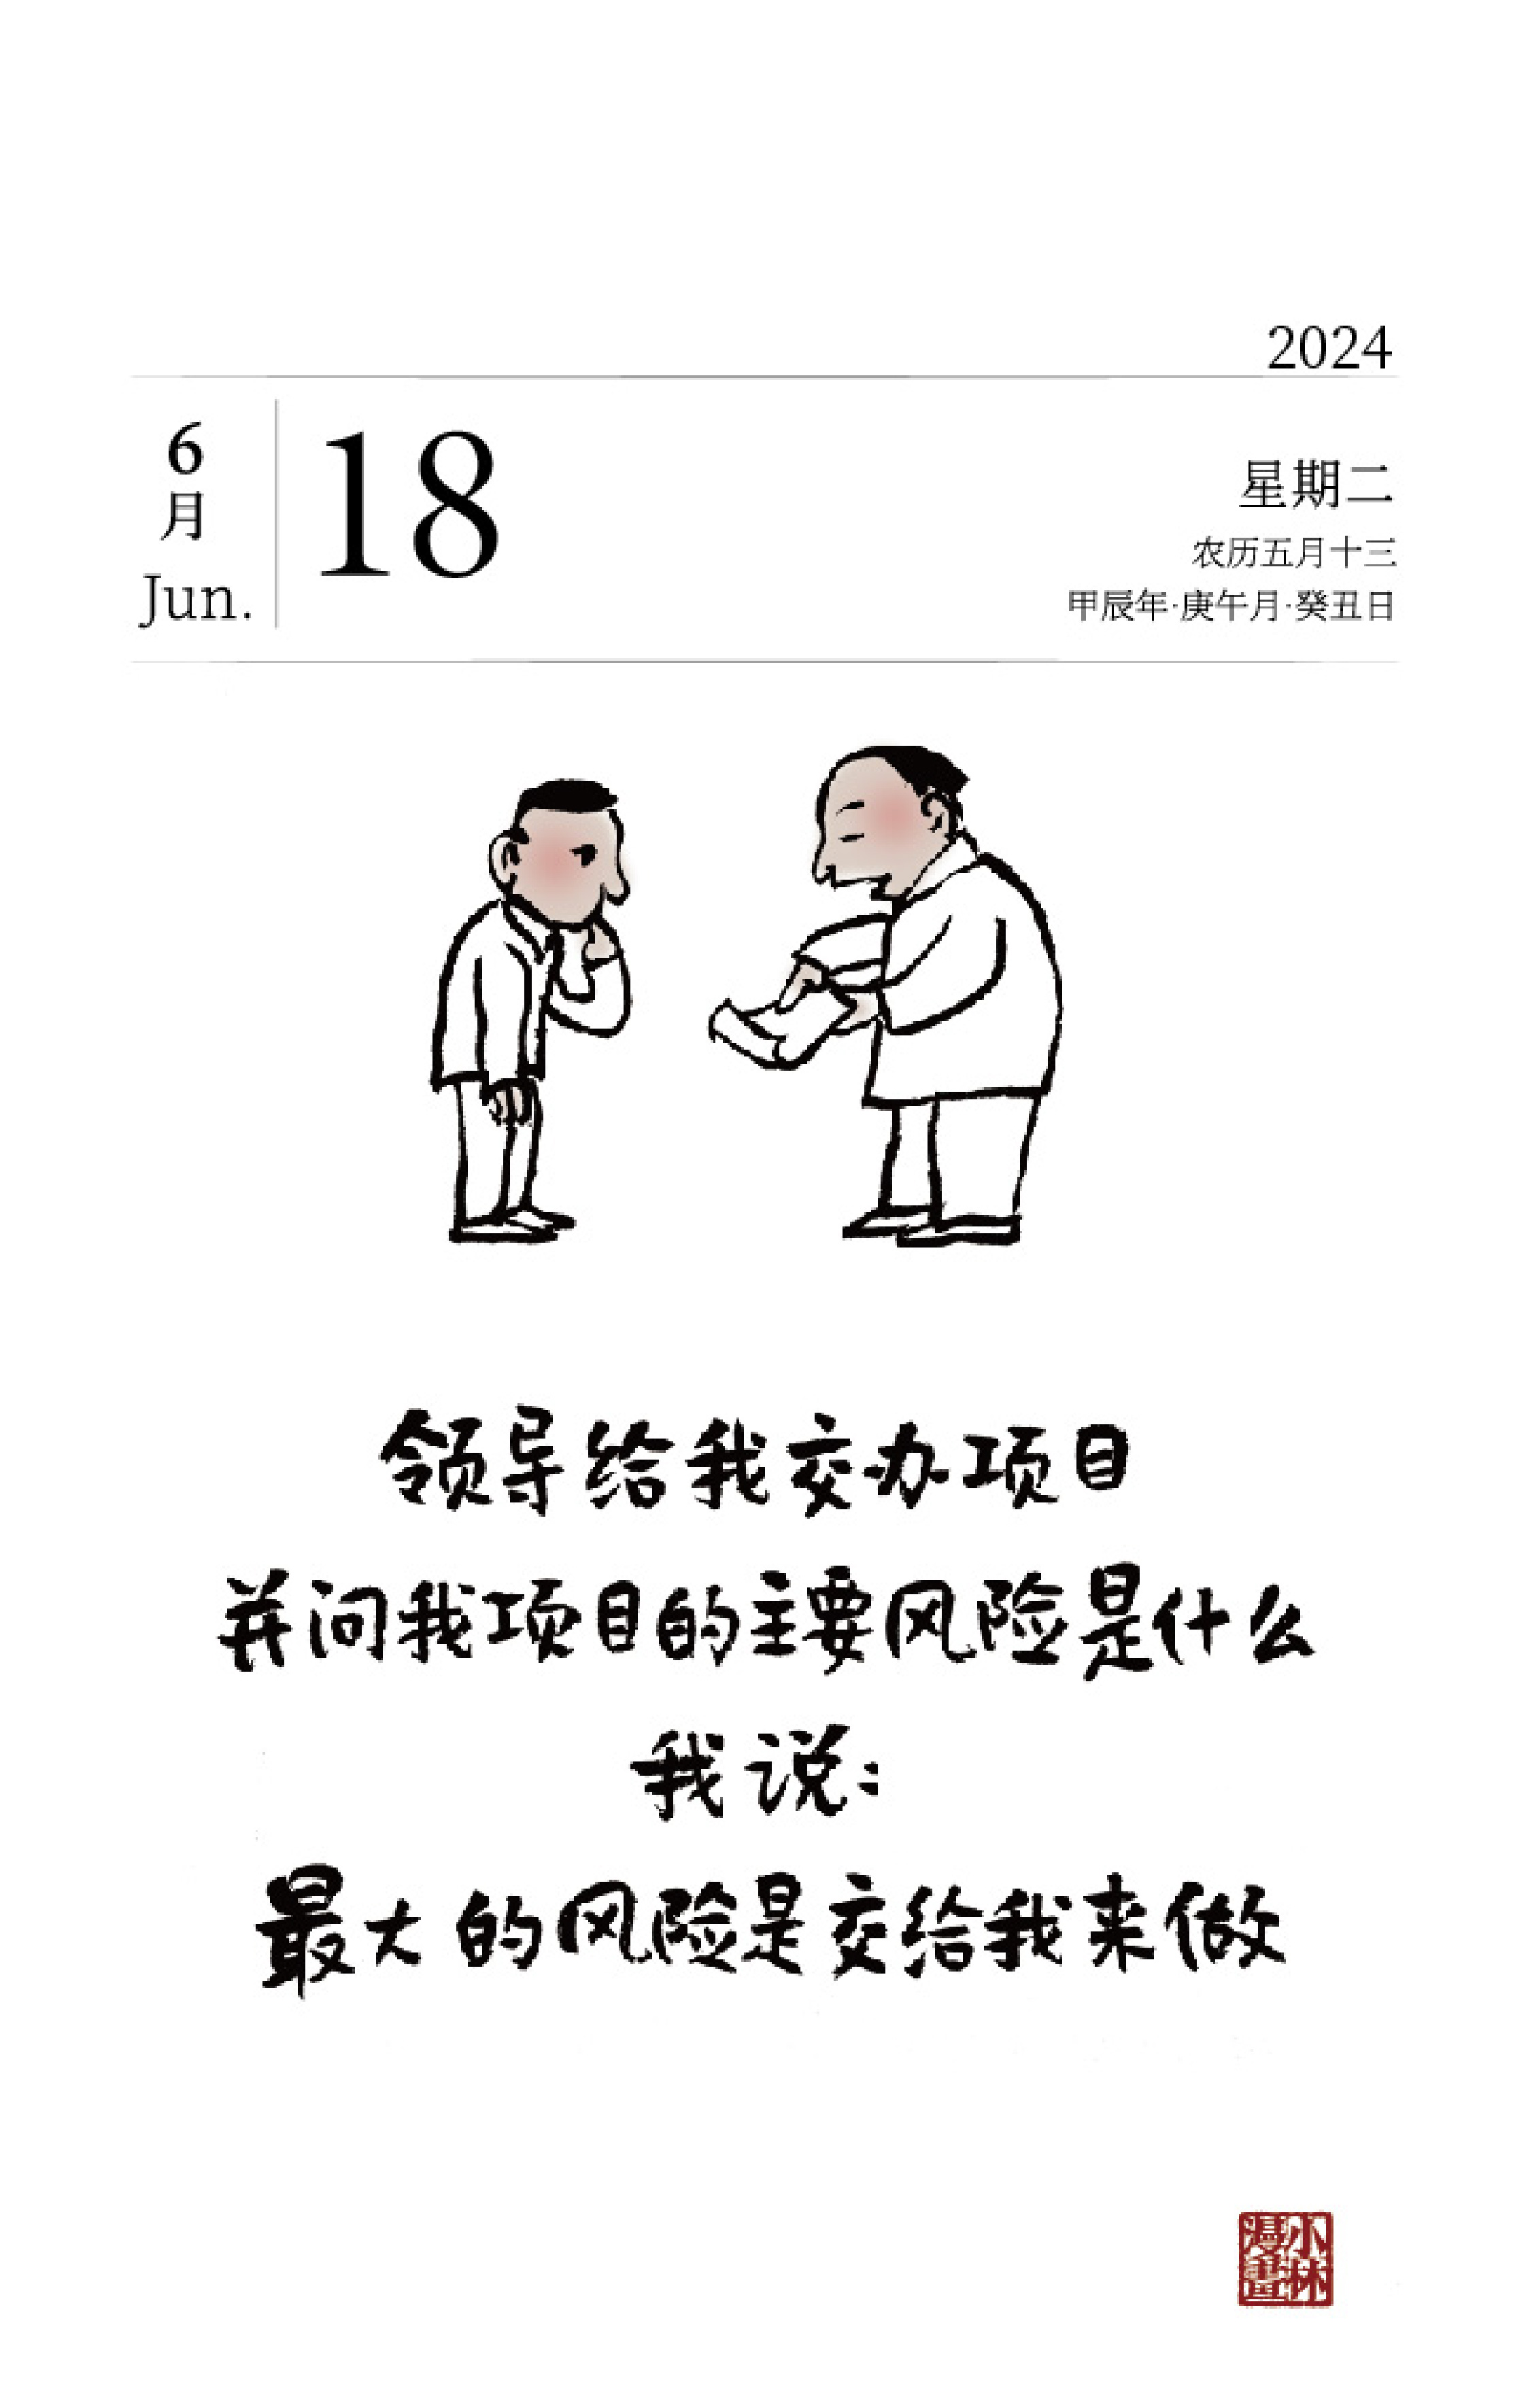 2024
6
月
Jun.
18
星期二
农历五月十三
甲辰年·庚午月·癸丑日
领导给我交办项目
并问我项目的主要风险是什么
我说:
最大的风险是交给我来做
小林
漫畫